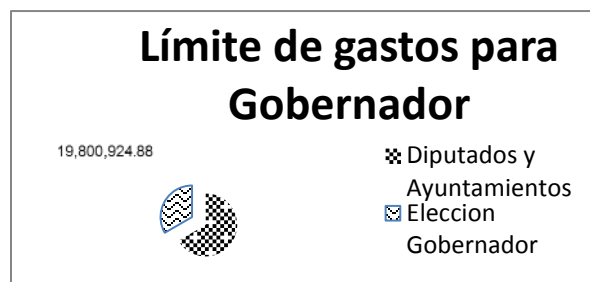 Límite de gastos para
Gobernador
19,800,924.88
Diputados y
Ayuntamientos
Eleccion
Gobernador